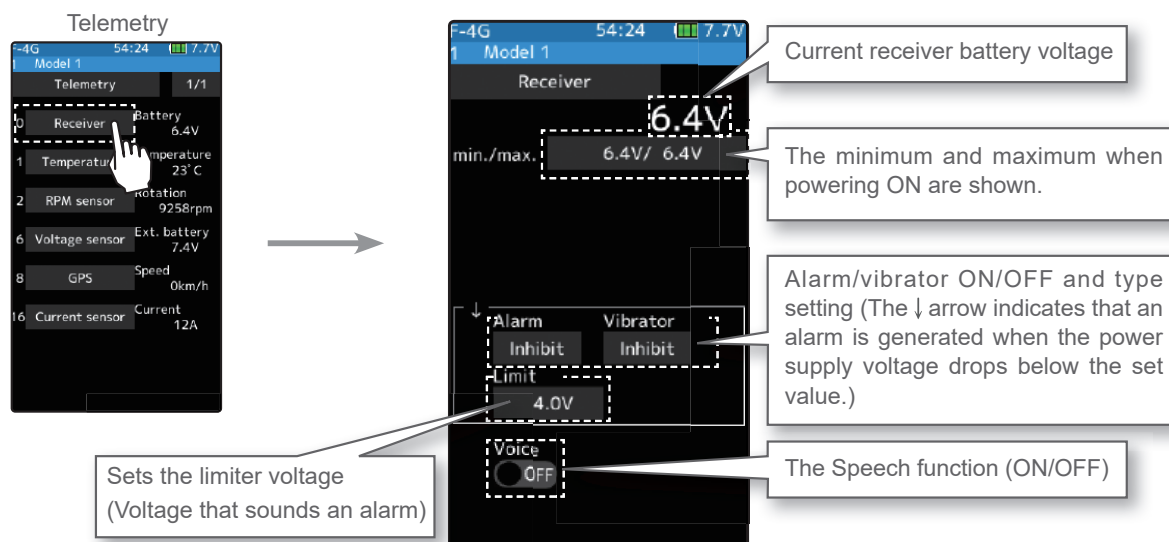 Telemetry
F-4G 54:24 7.7V
1 Model 1
Telemetry 1/1
0 Receiver Battery
6.4V
1 Temperature
23°C
2 RPM sensor Rotation
9258rpm
6 Voltage sensor Ext. battery
7.4V
8 GPS Speed
0km/h
16 Current sensor Current
12A
F-4G 54:24 7.7V
1 Model 1
Receiver
6.4V
min./max. 6.4V/ 6.4V
↓
Alarm Vibrator
Inhibit Inhibit
Limit
4.0V
Voice
OFF
Current receiver battery voltage
The minimum and maximum when
powering ON are shown.
Alarm/vibrator ON/OFF and type
setting (The ↓ arrow indicates that an
alarm is generated when the power
supply voltage drops below the set
value.)
The Speech function (ON/OFF)
Sets the limiter voltage
(Voltage that sounds an alarm)